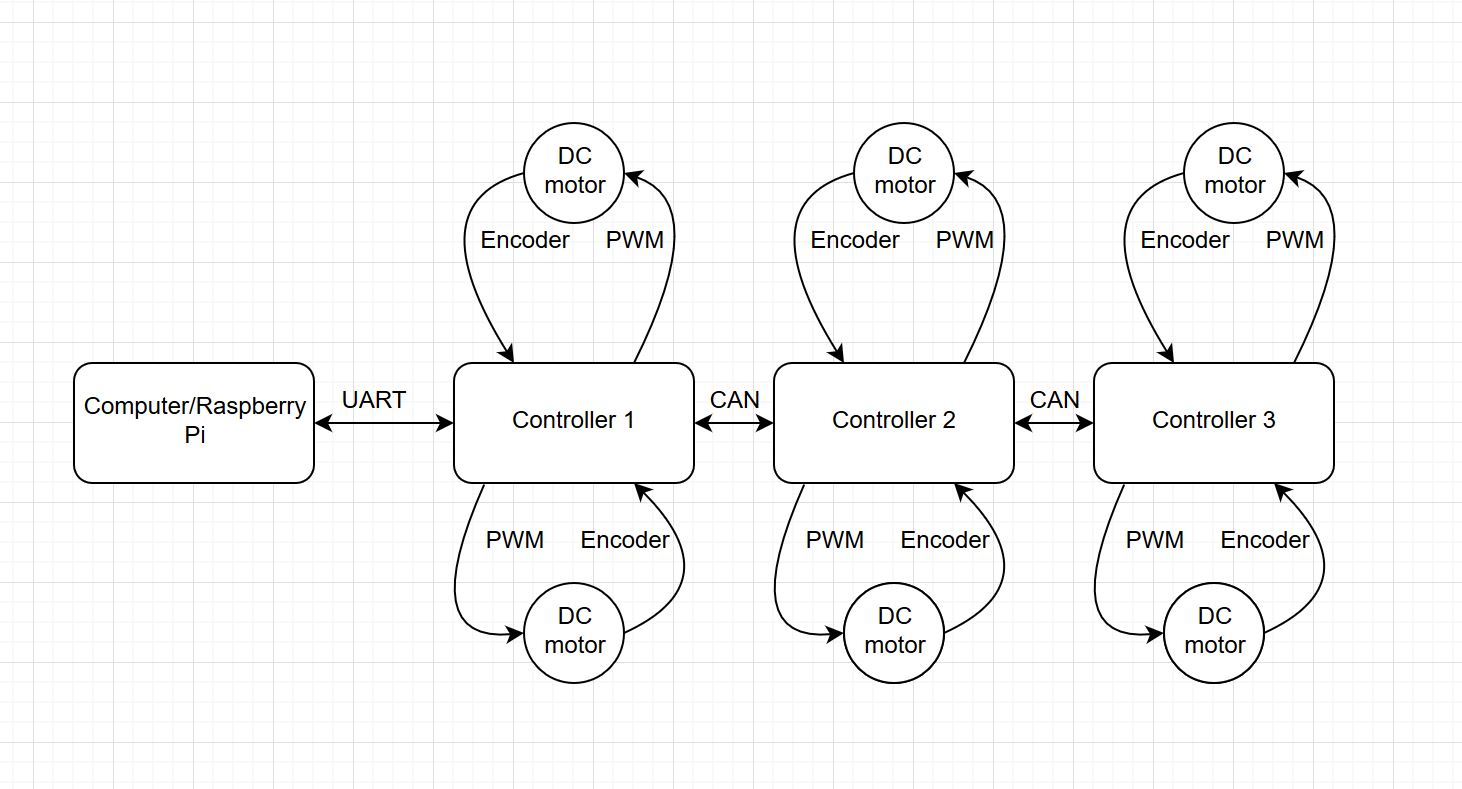 DC
motor
DC
motor
DC
motor
Encoder
PWM
Encoder
PWM
Encoder
PWM
Computer/Raspberry
Pi
UART
Controller 1
CAN
Controller 2
CAN
Controller 3
PWM
Encoder
PWM
Encoder
PWM
Encoder
DC
motor
DC
motor
DC
motor